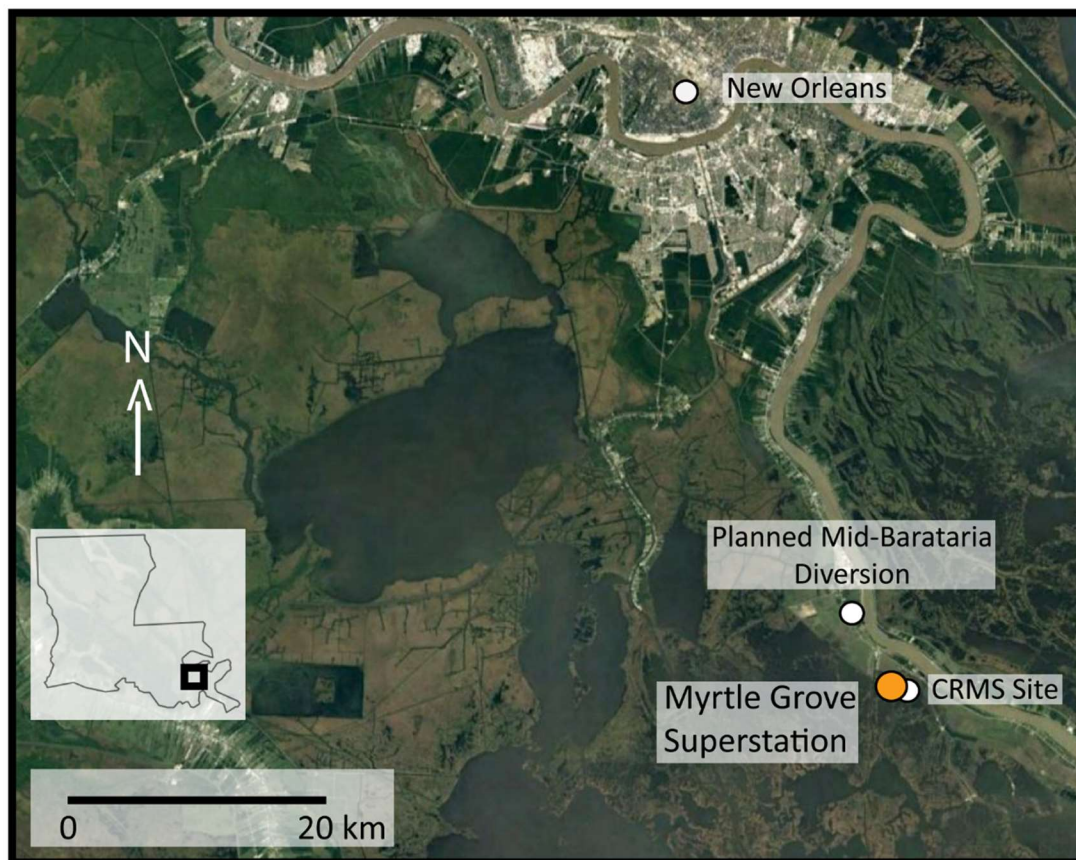 New Orleans
N
Planned Mid-Barataria
Diversion
CRMS Site
Myrtle Grove
Superstation
0 20 km